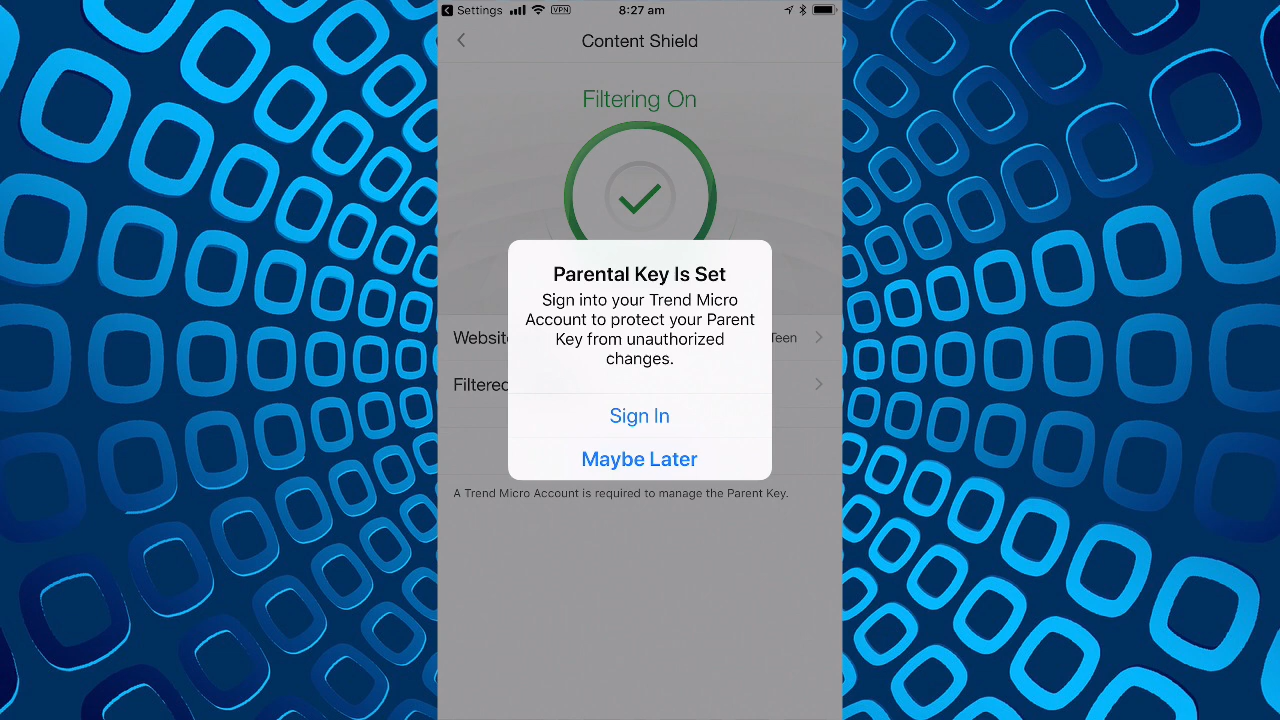 Settings VPN 8:27 am
Content Shield
Filtering On
Parental Key Is Set
Sign into your Trend Micro
Account to protect your Parent
Key from unauthorized
changes.
Teen
Filtered
Sign In
Maybe Later
A Trend Micro Account is required to manage the Parent Key.